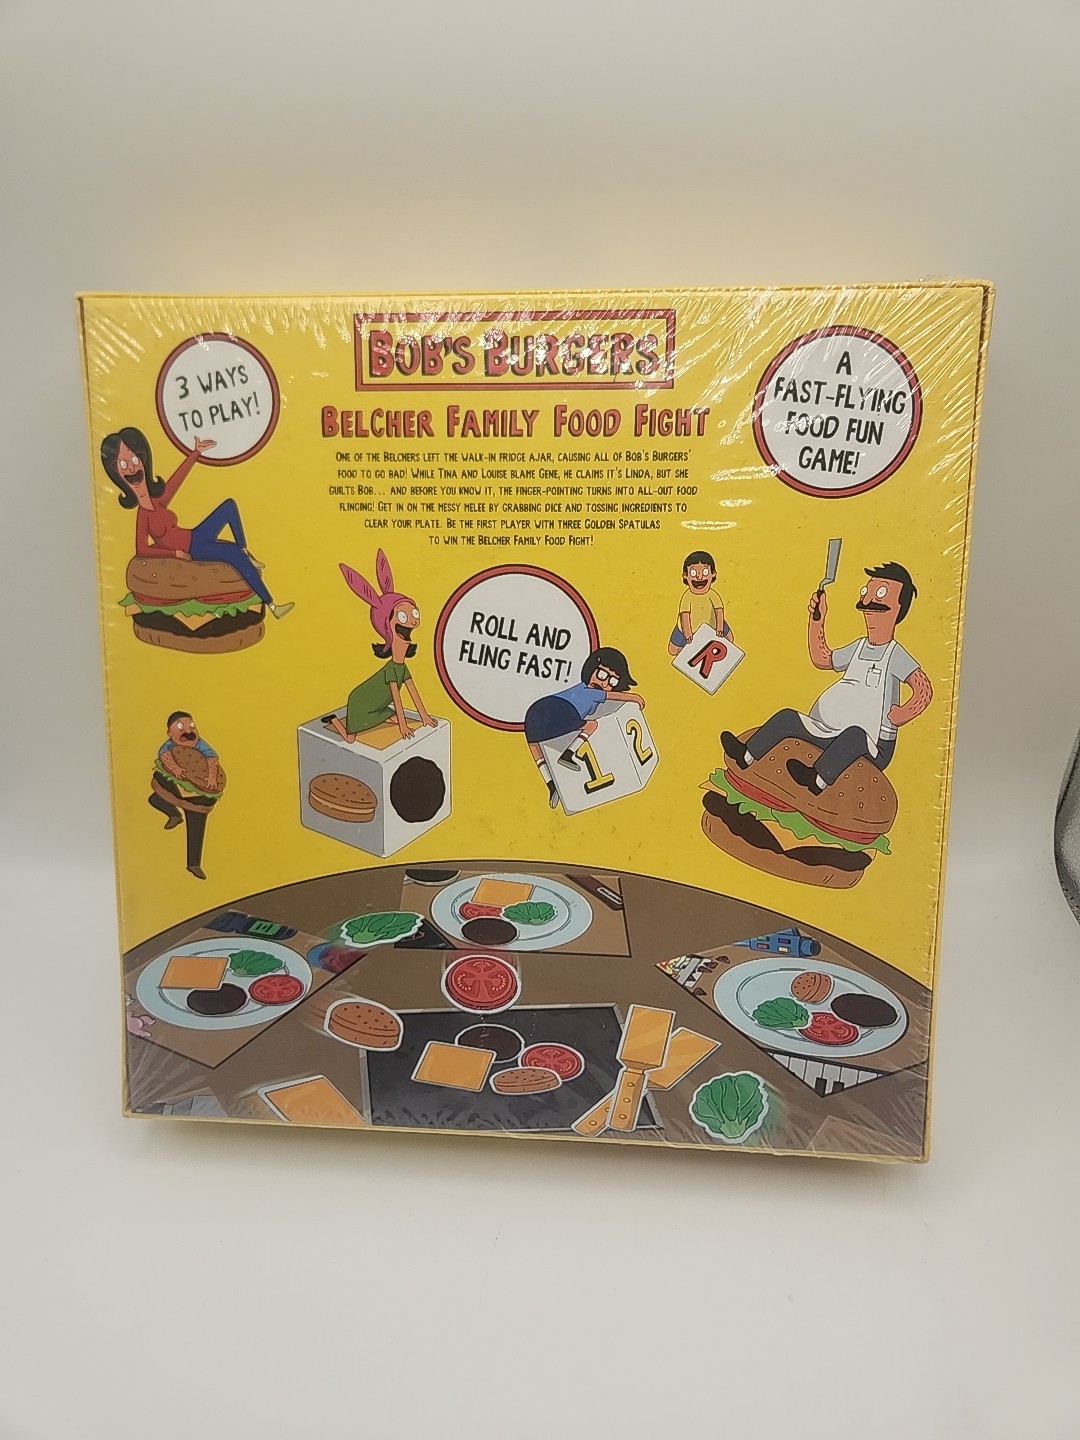 3 WAYS
TO PLAY!
BOB'S BURGERS
BELCHER FAMILY FOOD FIGHT
A
FAST-FLYING
FOOD FUN
GAME!
ONE OF THE BELCHERS LEFT THE WALK-IN FRIDGE AJAR, CAUSING ALL OF BOB'S BURGERS'
FOOD TO GO BAD! WHILE TINA AND LOUISE BLAME GENE, HE CLAIMS IT'S LINDA, BUT SHE
GUILTS BOB... AND BEFORE YOU KNOW IT, THE FINGER-POINTING TURNS INTO ALL-OUT FOOD
FLINGING! GET IN ON THE MESSY MELEE BY GRABBING DICE AND TOSSING INGREDIENTS TO
CLEAR YOUR PLATE. BE THE FIRST PLAYER WITH THREE GOLDEN SPATULAS
TO WIN THE BELCHER FAMILY FOOD FIGHT!
ROLL AND
FLING FAST!
R
1 2